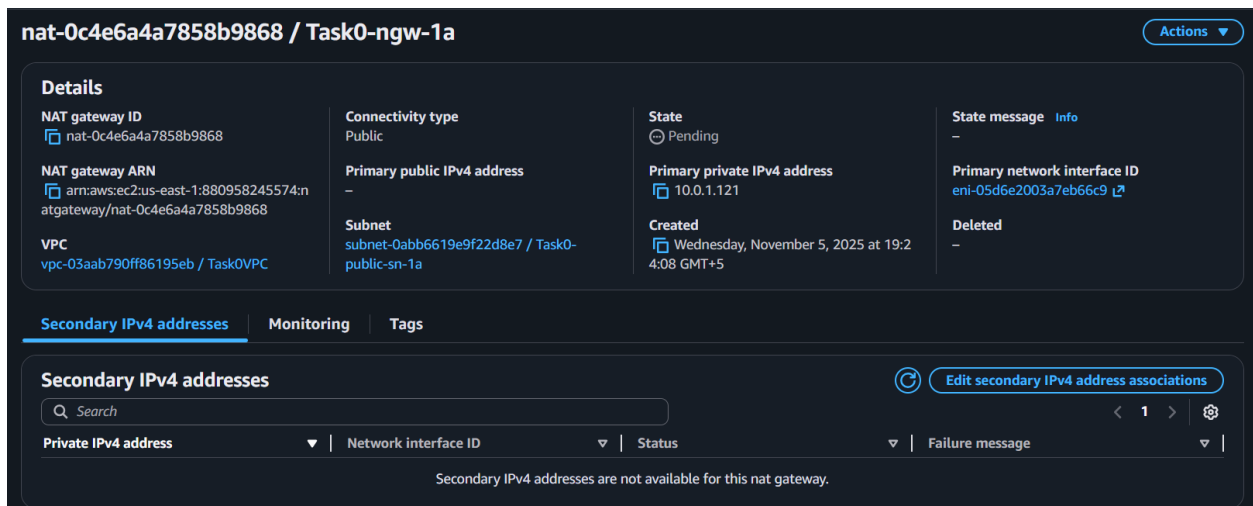 nat-0c4e6a4a7858b9868 / Task0-ngw-1a
Actions
Details
NAT gateway ID
nat-0c4e6a4a7858b9868
Connectivity type
Public
State
Pending
State message Info
–
NAT gateway ARN
arn:aws:ec2:us-east-1:880958245574:n
atgateway/nat-0c4e6a4a7858b9868
Primary public IPv4 address
–
Primary private IPv4 address
10.0.1.121
Primary network interface ID
eni-05d6e2003a7eb66c9
VPC
vpc-03aab790ff86195eb / Task0VPC
Subnet
subnet-0abb6619e9f22d8e7 / Task0-
public-sn-1a
Created
Wednesday, November 5, 2025 at 19:2
4:08 GMT+5
Deleted
–
Secondary IPv4 addresses
Monitoring
Tags
Secondary IPv4 addresses
Edit secondary IPv4 address associations
Search
1
Private IPv4 address
Network interface ID
Status
Failure message
Secondary IPv4 addresses are not available for this nat gateway.